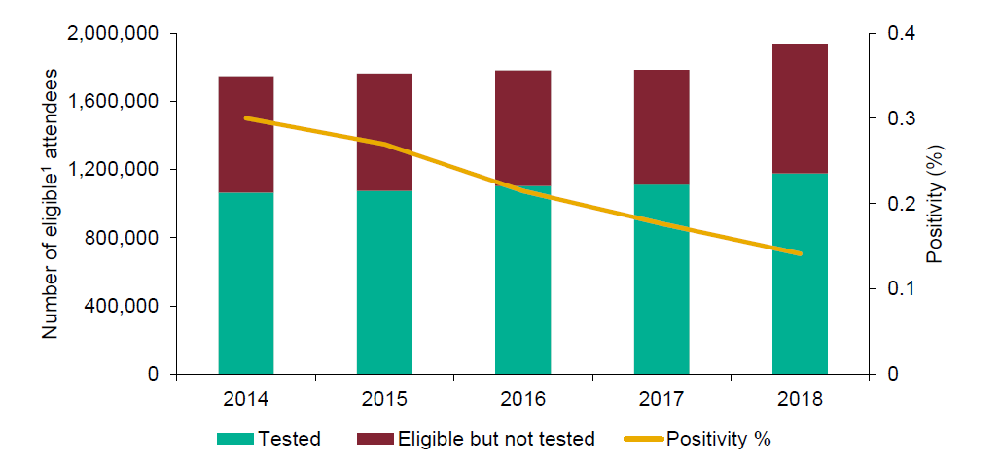 2,000,000
1,600,000
1,200,000
800,000
400,000
0
Number of eligible¹ attendees
0.4
0.3
0.2
0.1
0
Positivity (%)
2014 2015 2016 2017 2018
Tested Eligible but not tested Positivity %